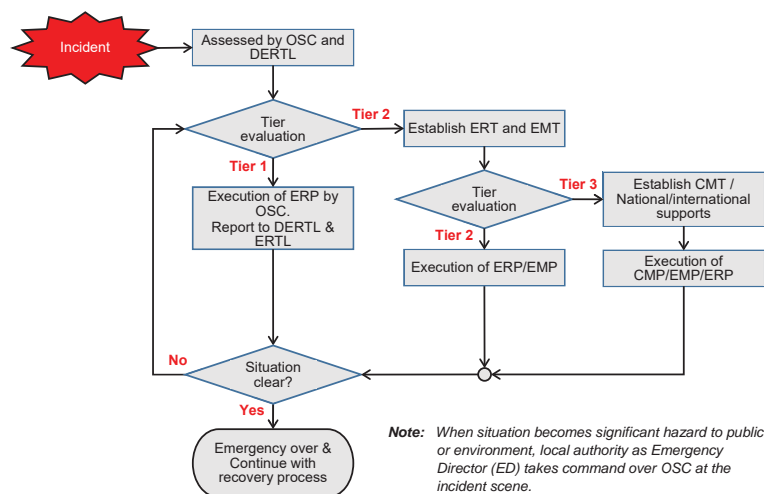 Incident
Assessed by OSC and
DERTL
Tier
evaluation
Tier 2
Establish ERT and EMT
Tier 1
Execution of ERP by
OSC.
Report to DERTL &
ERTL
Tier
evaluation
Tier 3
Establish CMT /
National/international
supports
Tier 2
Execution of ERP/EMP
Execution of
CMP/EMP/ERP
No
Situation
clear?
Yes
Emergency over &
Continue with
recovery process
Note: When situation becomes significant hazard to public
or environment, local authority as Emergency
Director (ED) takes command over OSC at the
incident scene.